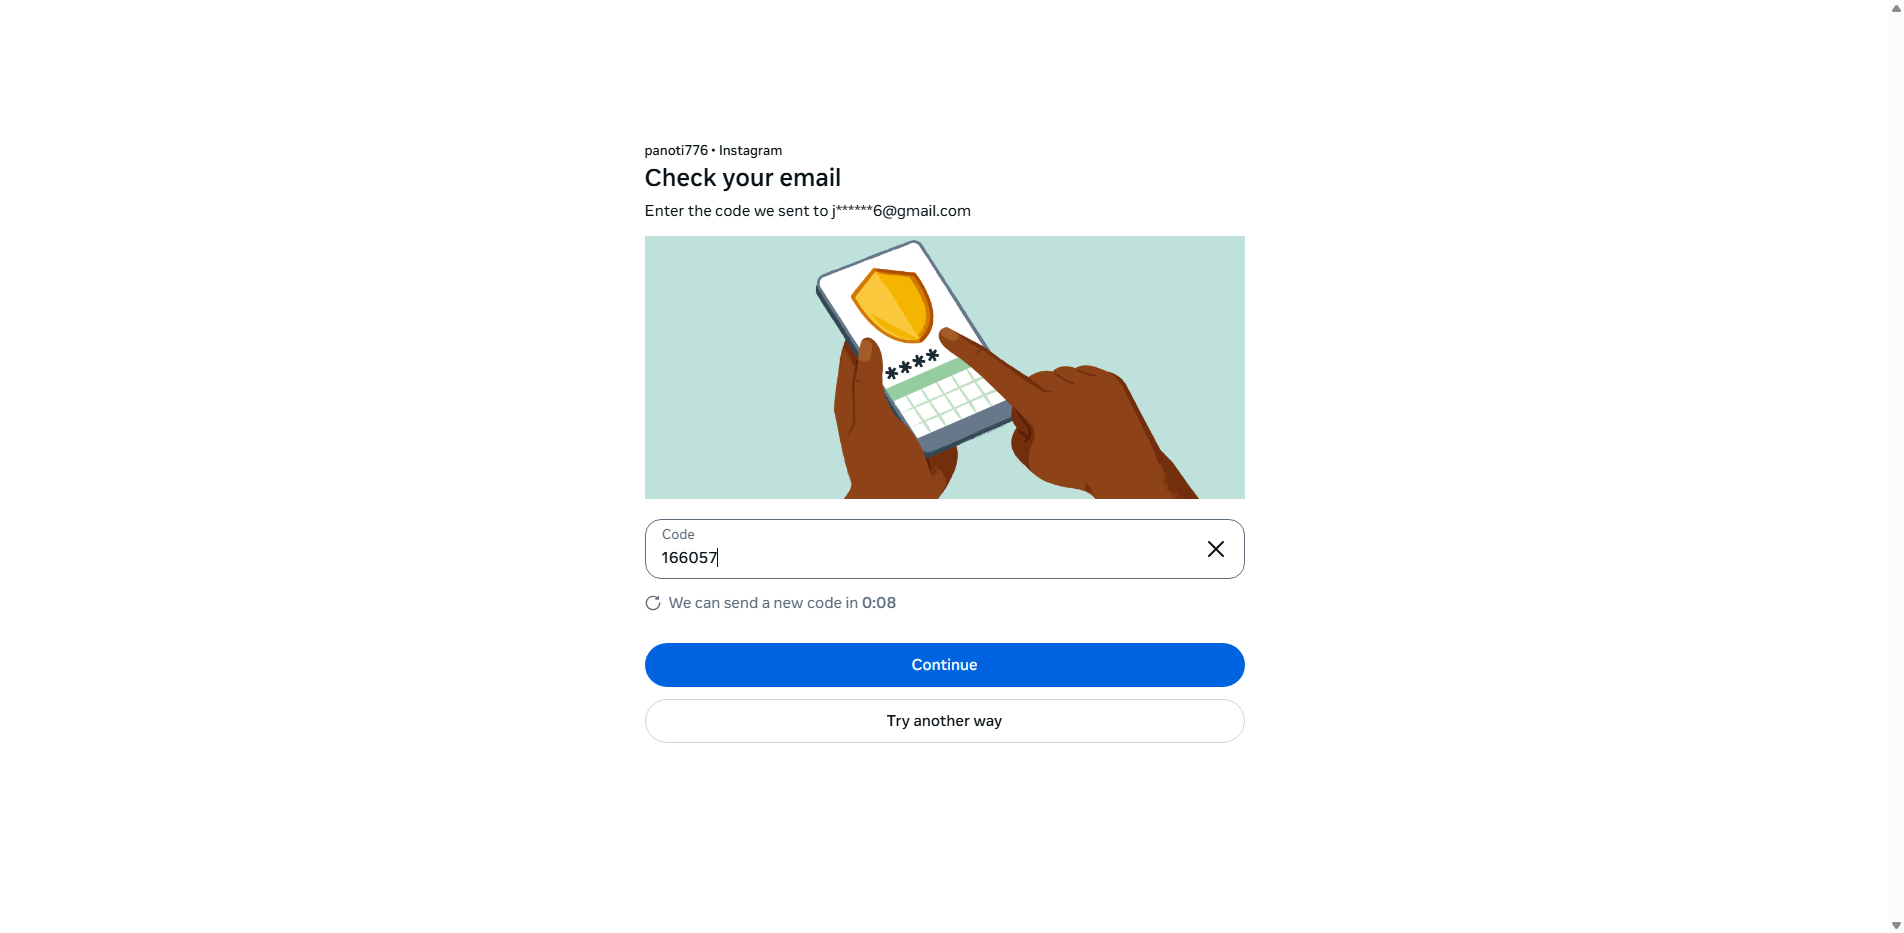 panoti776 • Instagram
Check your email
Enter the code we sent to j******6@gmail.com
****
Code
166057
We can send a new code in 0:08
Continue
Try another way